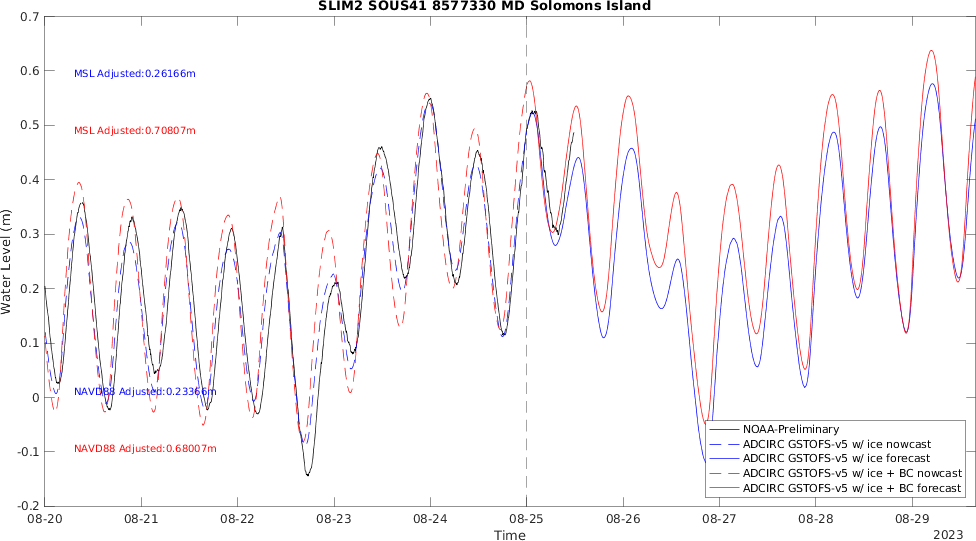 SLIM2 SOUS41 8577330 MD Solomons Island
0.7
0.6
0.5
0.4
0.3
0.2
0.1
0
-0.1
-0.2
Water Level (m)
MSL Adjusted:0.26166m
MSL Adjusted:0.70807m
NAVD88 Adjusted:0.23366m
NAVD88 Adjusted:0.68007m
NOAA-Preliminary
ADCIRC GSTOFS-v5 w/ ice nowcast
ADCIRC GSTOFS-v5 w/ ice forecast
ADCIRC GSTOFS-v5 w/ ice + BC nowcast
ADCIRC GSTOFS-v5 w/ ice + BC forecast
08-20 08-21 08-22 08-23 08-24 08-25 08-26 08-27 08-28 08-29
Time
2023